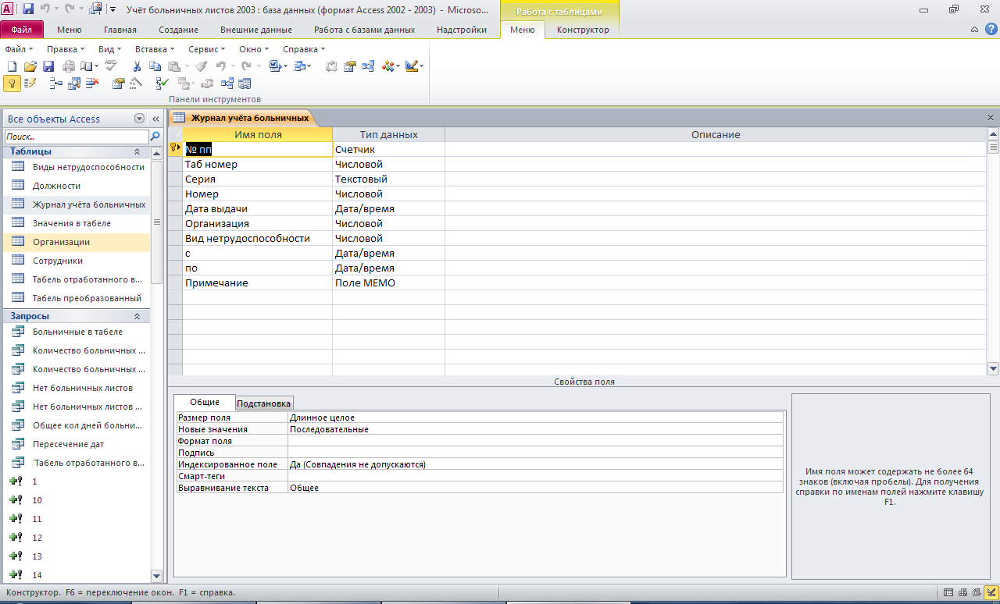 Учёт больничных листов 2003 : база данных (формат Access 2002 - 2003) - Microso...
Работа с таблицами
Файл Меню Главная Создание Внешние данные Работа с базами данных Надстройки Меню Конструктор
Файл Правка Вид Вставка Сервис Окно Справка
Панели инструментов
Все объекты Access
Поиск...
Таблицы
Виды нетрудоспособности
Должности
Журнал учёта больничных
Значения в табеле
Организации
Сотрудники
Табель отработанного в...
Табель преобразованный
Запросы
Больничные в табеле
Количество больничных ...
Количество больничных ...
Нет больничных листов
Нет больничных листов ...
Общее кол дней больни...
Пересечение дат
'Табель отработанного в...
1
10
11
12
13
14
Журнал учёта больничных
Имя поля Тип данных Описание
№ пп Счетчик
Таб номер Числовой
Серия Текстовый
Номер Числовой
Дата выдачи Дата/время
Организация Числовой
Вид нетрудоспособности Числовой
с Дата/время
по Дата/время
Примечание Поле МЕМО
Свойства поля
Общие Подстановка
Размер поля Длинное целое
Новые значения Последовательные
Формат поля
Подпись
Индексированное поле Да (Совпадения не допускаются)
Смарт-теги
Выравнивание текста Общее
Имя поля может содержать не более 64
знаков (включая пробелы). Для получения
справки по именам полей нажмите клавишу
F1.
Конструктор. F6 = переключение окон. F1 = справка.